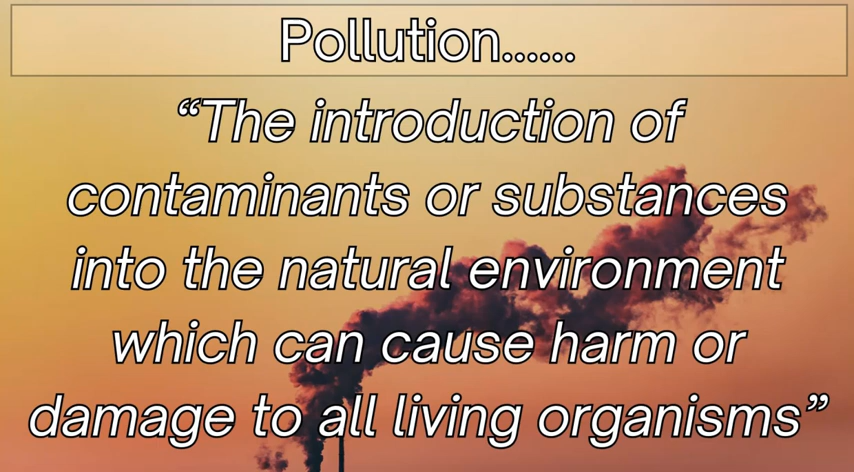 Pollution......
“The introduction of
contaminants or substances
into the natural environment
which can cause harm or
damage to all living organisms”